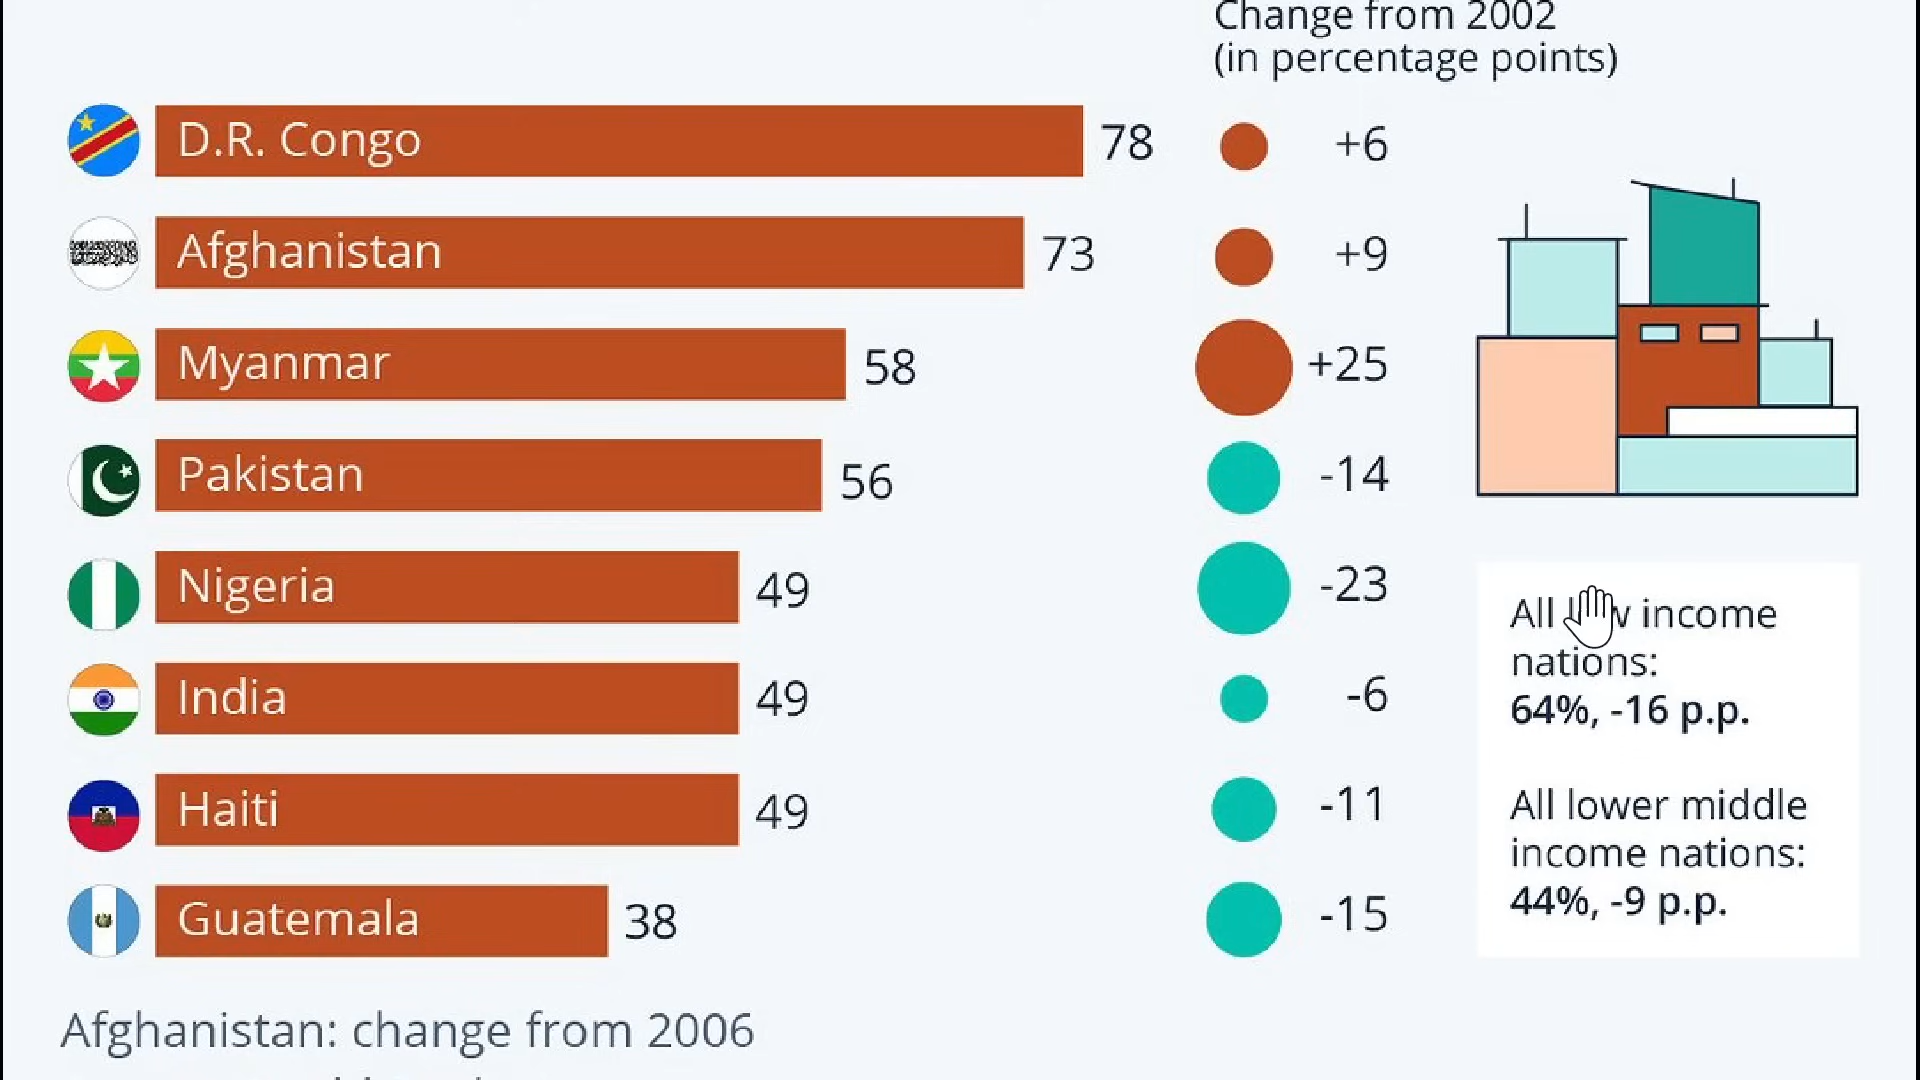 Change from 2002
(in percentage points)
D.R. Congo 78 +6
Afghanistan 73 +9
Myanmar 58 +25
Pakistan 56 -14
Nigeria 49 -23
India 49 -6
Haiti 49 -11
Guatemala 38 -15
All low income
nations:
64%, -16 p.p.
All lower middle
income nations:
44%, -9 p.p.
Afghanistan: change from 2006